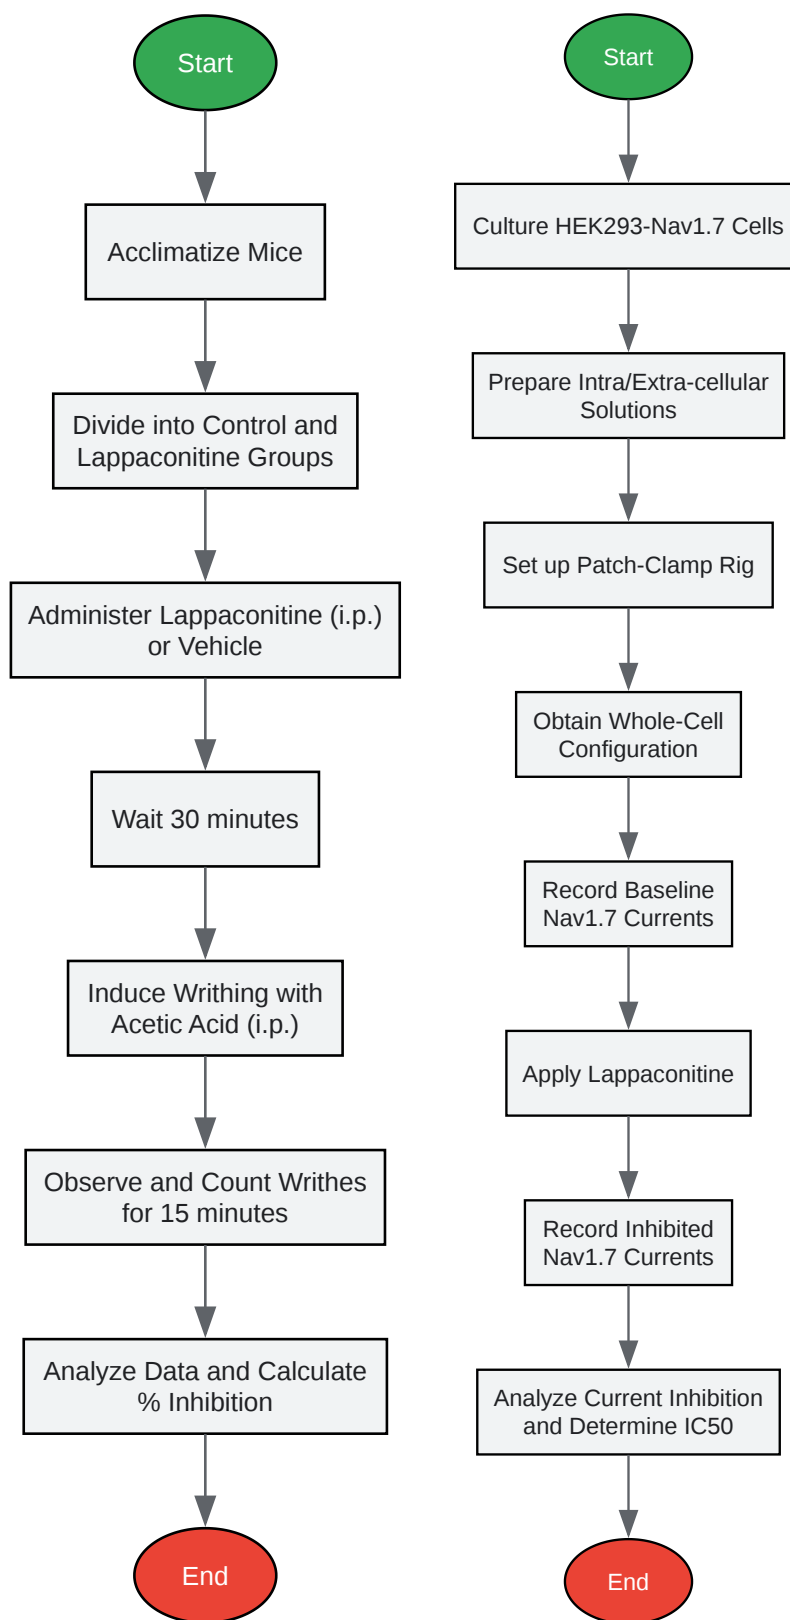 Start
Acclimatize Mice
Divide into Control and
Lappaconitine Groups
Administer Lappaconitine (i.p.)
or Vehicle
Wait 30 minutes
Induce Writhing with
Acetic Acid (i.p.)
Observe and Count Writhes
for 15 minutes
Analyze Data and Calculate
% Inhibition
End
Start
Culture HEK293-Nav1.7 Cells
Prepare Intra/Extra-cellular
Solutions
Set up Patch-Clamp Rig
Obtain Whole-Cell
Configuration
Record Baseline
Nav1.7 Currents
Apply Lappaconitine
Record Inhibited
Nav1.7 Currents
Analyze Current Inhibition
and Determine IC50
End